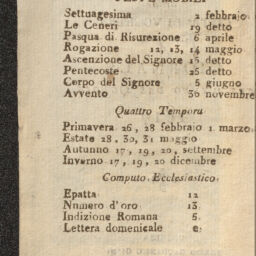 Settuagesima 2 febbrajo
Le Ceneri 19 detto
Pasqua di Risurezione 6 aprile
Rogazione 12, 13, 14 maggio
Ascenzione del Signore 15 detto
Pentecoste 25 detto
Corpo del Signore 5 giugno
Avvento 30 novembre
Quattro Tempora
Primavera 26, 28 febbraio 1 marzo
Estate 28, 30, 31 maggio
Autunno 17, 19, 20, settembre
Inverno 17, 19, 20 dicembre
Computo Ecclesiastico
Epatta 12
Numero d'oro 13
Indizione Romana 5
Lettera domenicale e